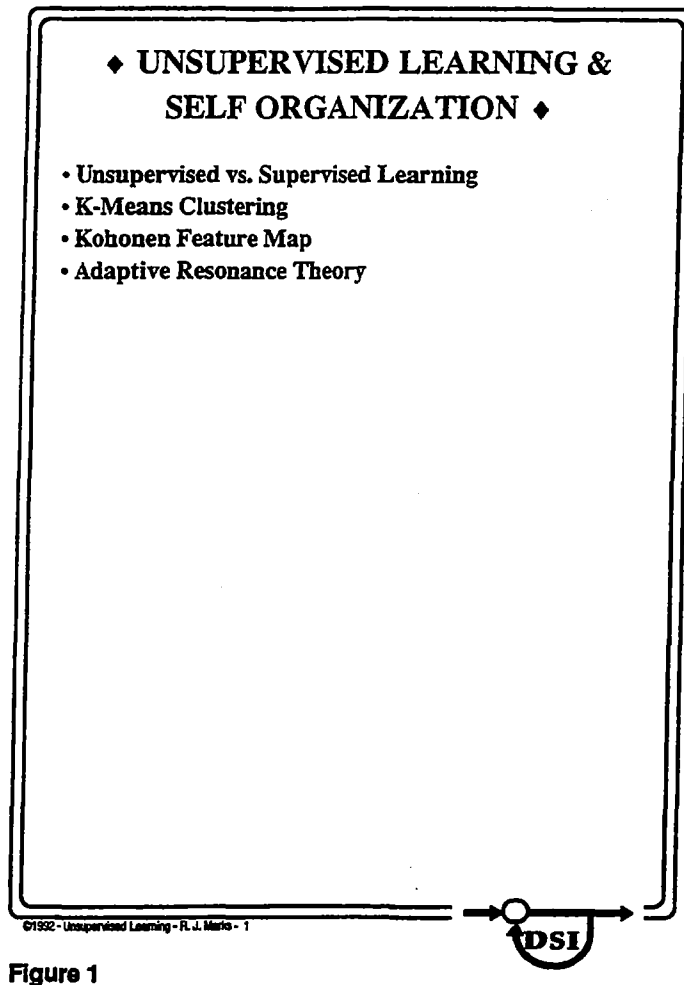 ♦ UNSUPERVISED LEARNING &
SELF ORGANIZATION ♦
• Unsupervised vs. Supervised Learning
• K-Means Clustering
• Kohonen Feature Map
• Adaptive Resonance Theory
©1992 - Unsupervised Learning - R. J. Marks - 1
DSI
Figure 1